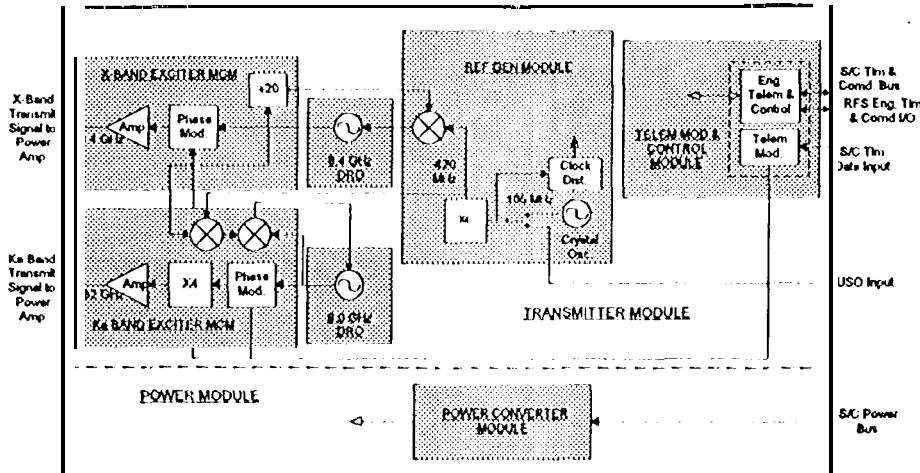 X-Band
Transmit
Signal to
Power
Amp
X-BAND EXCITER MCM
÷20
Amp
.4 GHz
Phase
Mod.
8.4 GHz
DRO
REF GEN MODULE
420
MHz
X4
105 MHz
Clock
Dist.
Crystal
Osc.
Eng
Telem &
Control
Telem
Mod.
TELEM MOD &
CONTROL
MODULE
S/C Tlm &
Comd. Bus
RFS Eng. Tlm
& Comd I/O
S/C Tlm
Data Input
Ka Band
Transmit
Signal to
Power
Amp
Amp
32 GHz
X4
Phase
Mod.
Ka BAND EXCITER MCM
8.0 GHz
DRO
TRANSMITTER MODULE
USO Input
POWER MODULE
POWER CONVERTER
MODULE
S/C Power
Bus